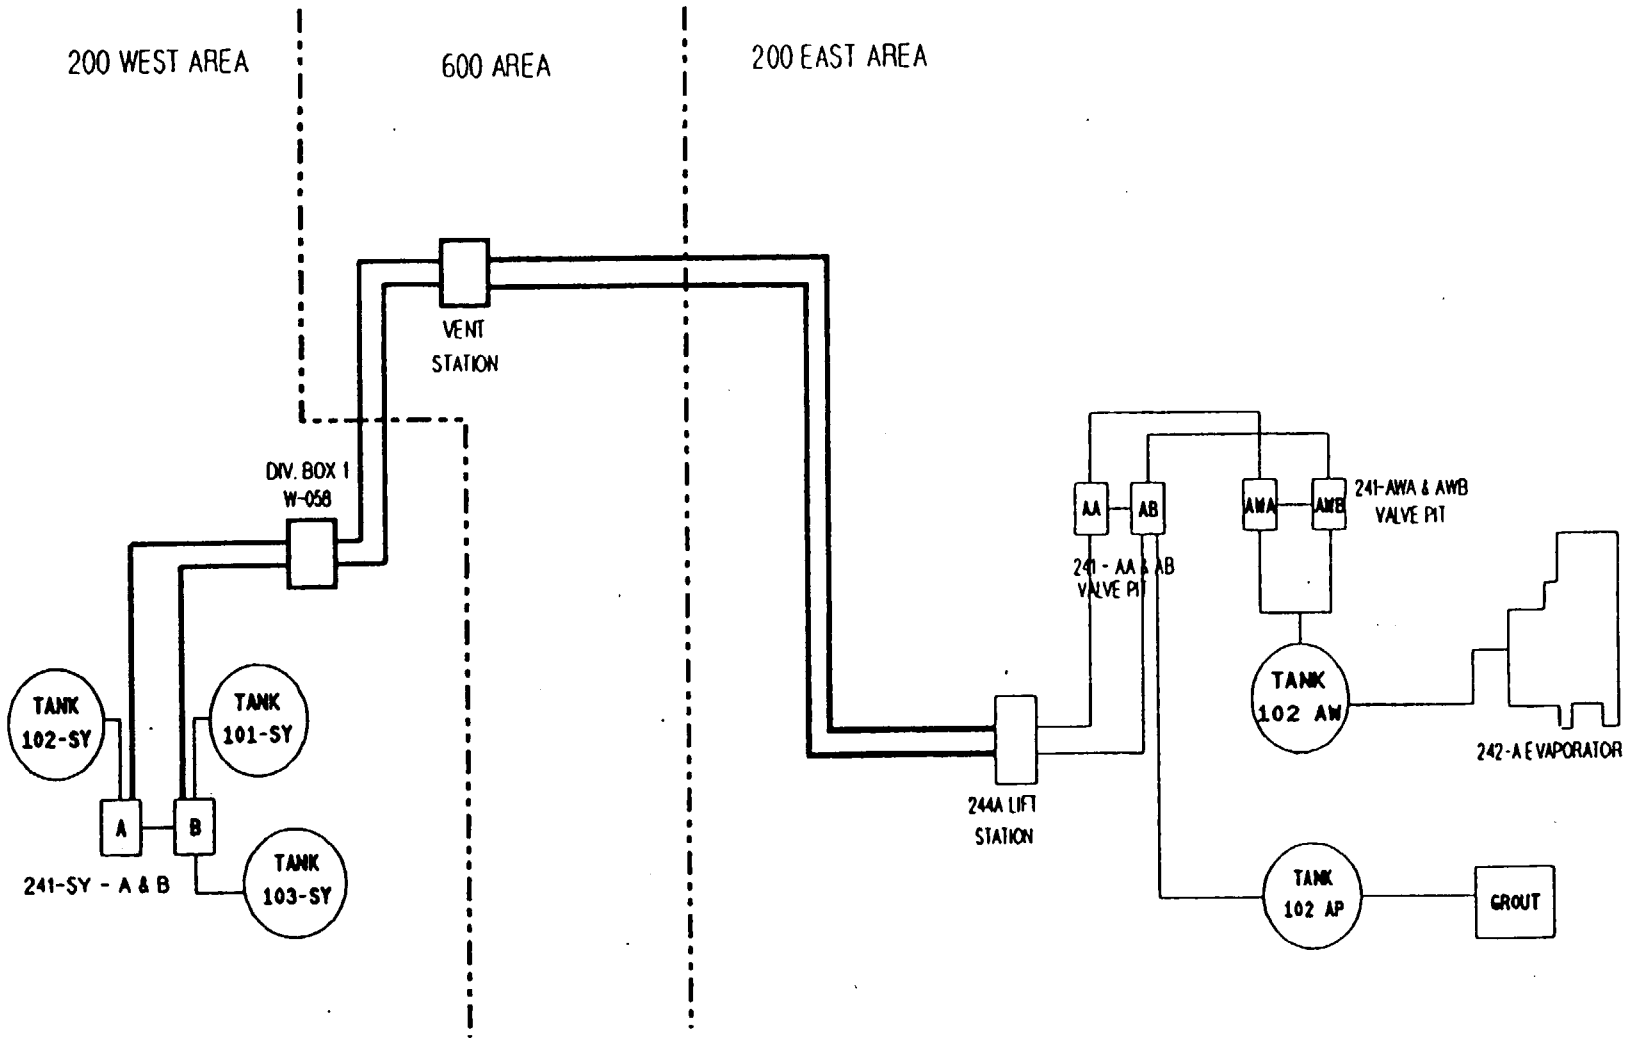 200 WEST AREA
600 AREA
200 EAST AREA
VENT
STATION
DIV. BOX 1
W-058
TANK
102-SY
TANK
101-SY
A
B
241-SY - A & B
TANK
103-SY
AA
AB
241 - AA & AB
VALVE PIT
AWA
AWB
241-AWA & AWB
VALVE PIT
TANK
102 AW
242-A EVAPORATOR
244A LIFT
STATION
TANK
102 AP
GROUT